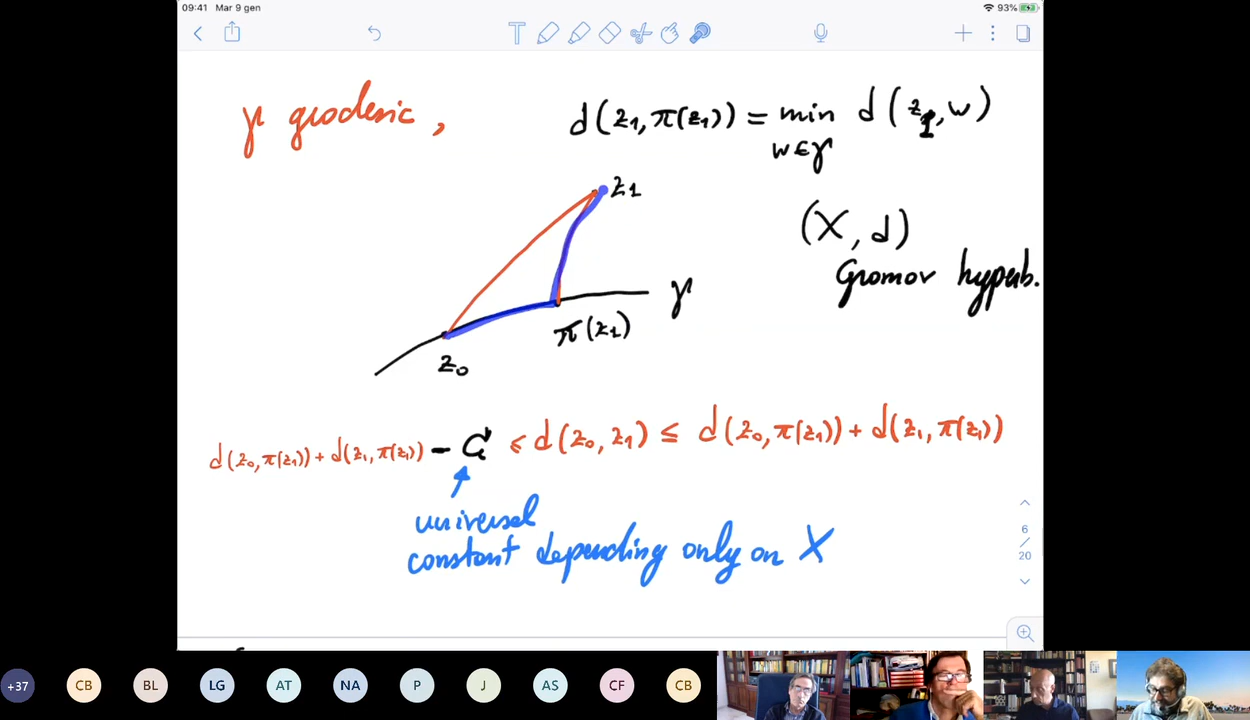 09:41 Mar 9 gen
93%
γ geodesic, d(z₁, π(z₁)) = min d(z₁, w)
w∈γ
z₁
(X, d)
Gromov hyperb.
γ
π(z₁)
z₀
d(z₀, π(z₁)) + d(z₁, π(z₁)) - G ≤ d(z₀, z₁) ≤ d(z₀, π(z₁)) + d(z₁, π(z₁))
universal
constant depending only on X
6
/
20
+37 CB BL LG AT NA P J AS CF CB